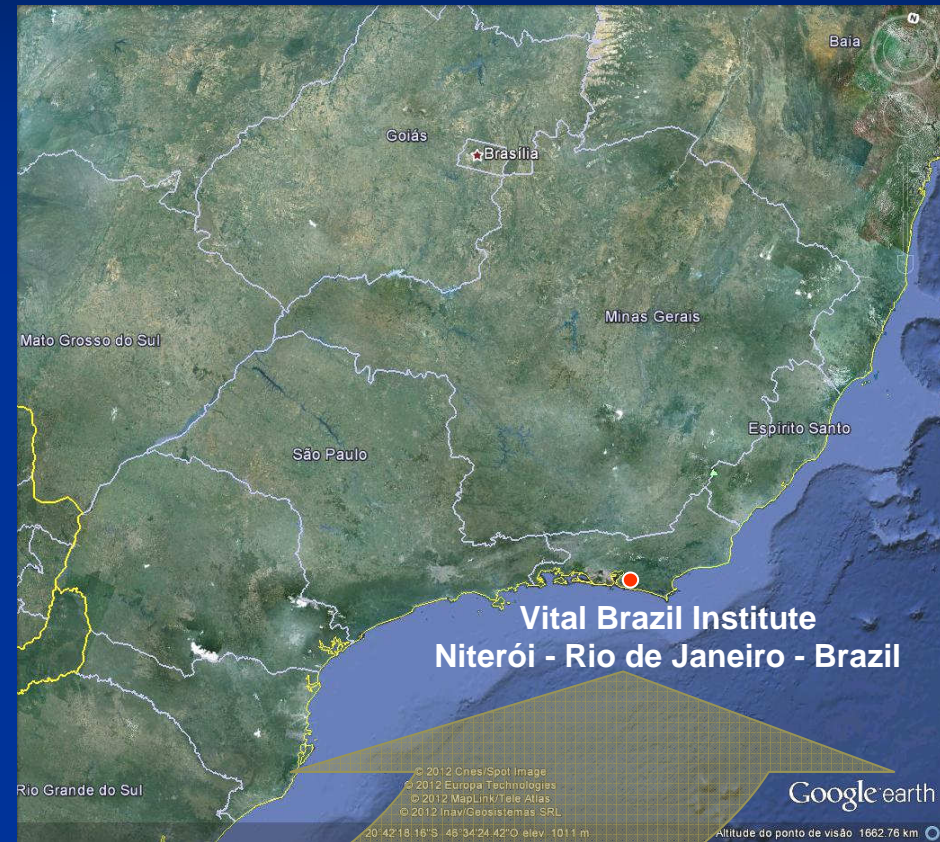 N
Baia
Goiás
Brasília
Minas Gerais
Mato Grosso do Sul
Espirito Santo
São Paulo
Vital Brazil Institute
Niterói - Rio de Janeiro - Brazil
© 2012 Cnes/Spot Image
© 2012 Europa Technologies
© 2012 MapLink/Tele Atlas
© 2012 Inav/Geosistemas SRL
Rio Grande do Sul
Google earth
20°42'18.16"S 46°34'24.42"O elev 1011 m
Altitude do ponto de visão 1662.76 km